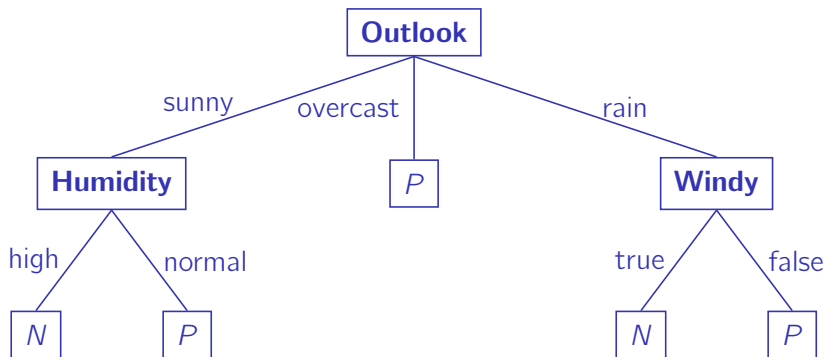 Outlook
sunny overcast rain
Humidity P Windy
high normal true false
N P N P